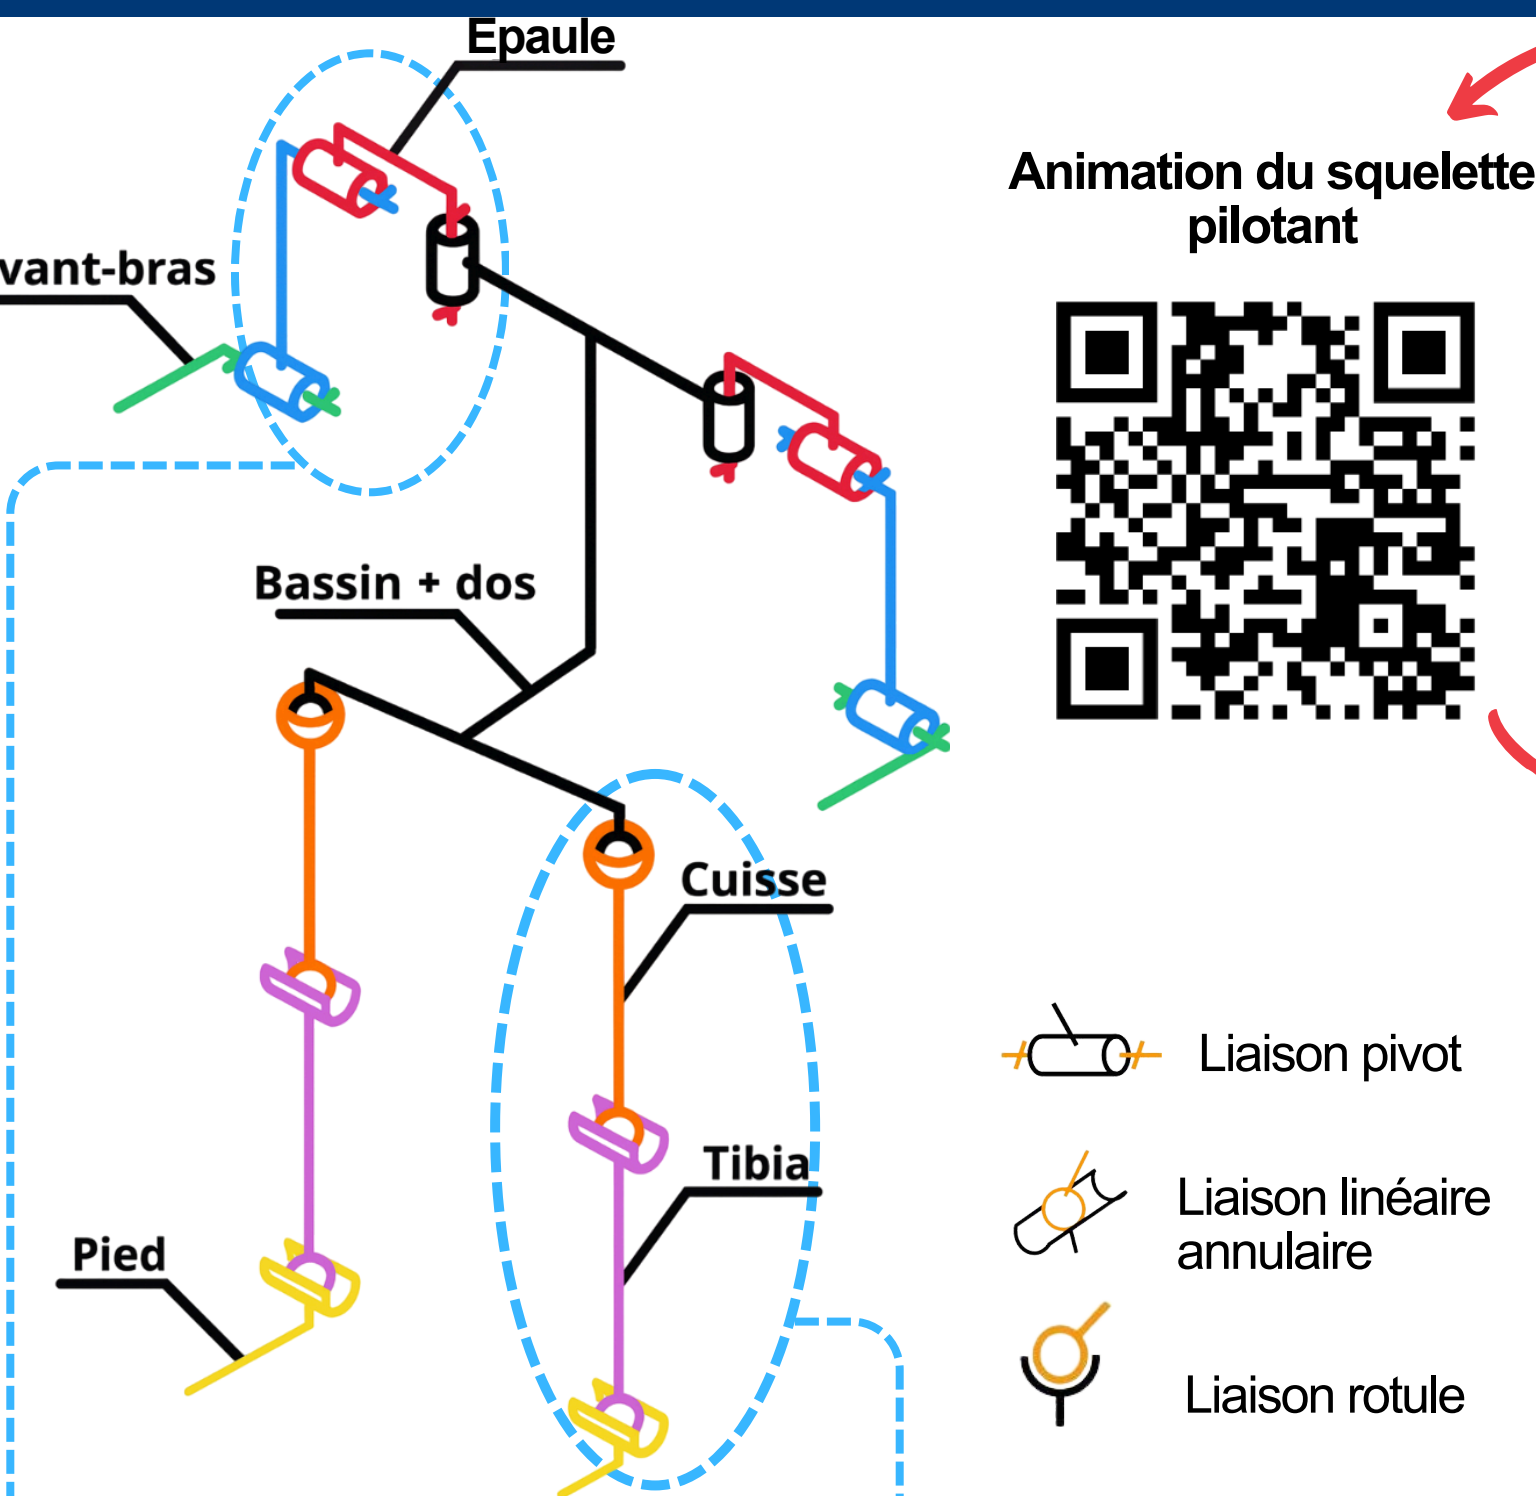 Epaule
Animation du squelette
pilotant
vant-bras
Bassin + dos
Cuisse
Liaison pivot
Tibia
Liaison linéaire
annulaire
Pied
Liaison rotule